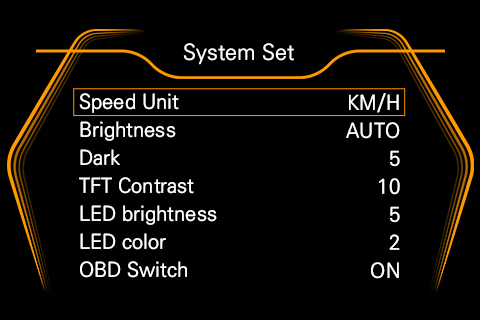 System Set
Speed Unit KM/H
Brightness AUTO
Dark 5
TFT Contrast 10
LED brightness 5
LED color 2
OBD Switch ON